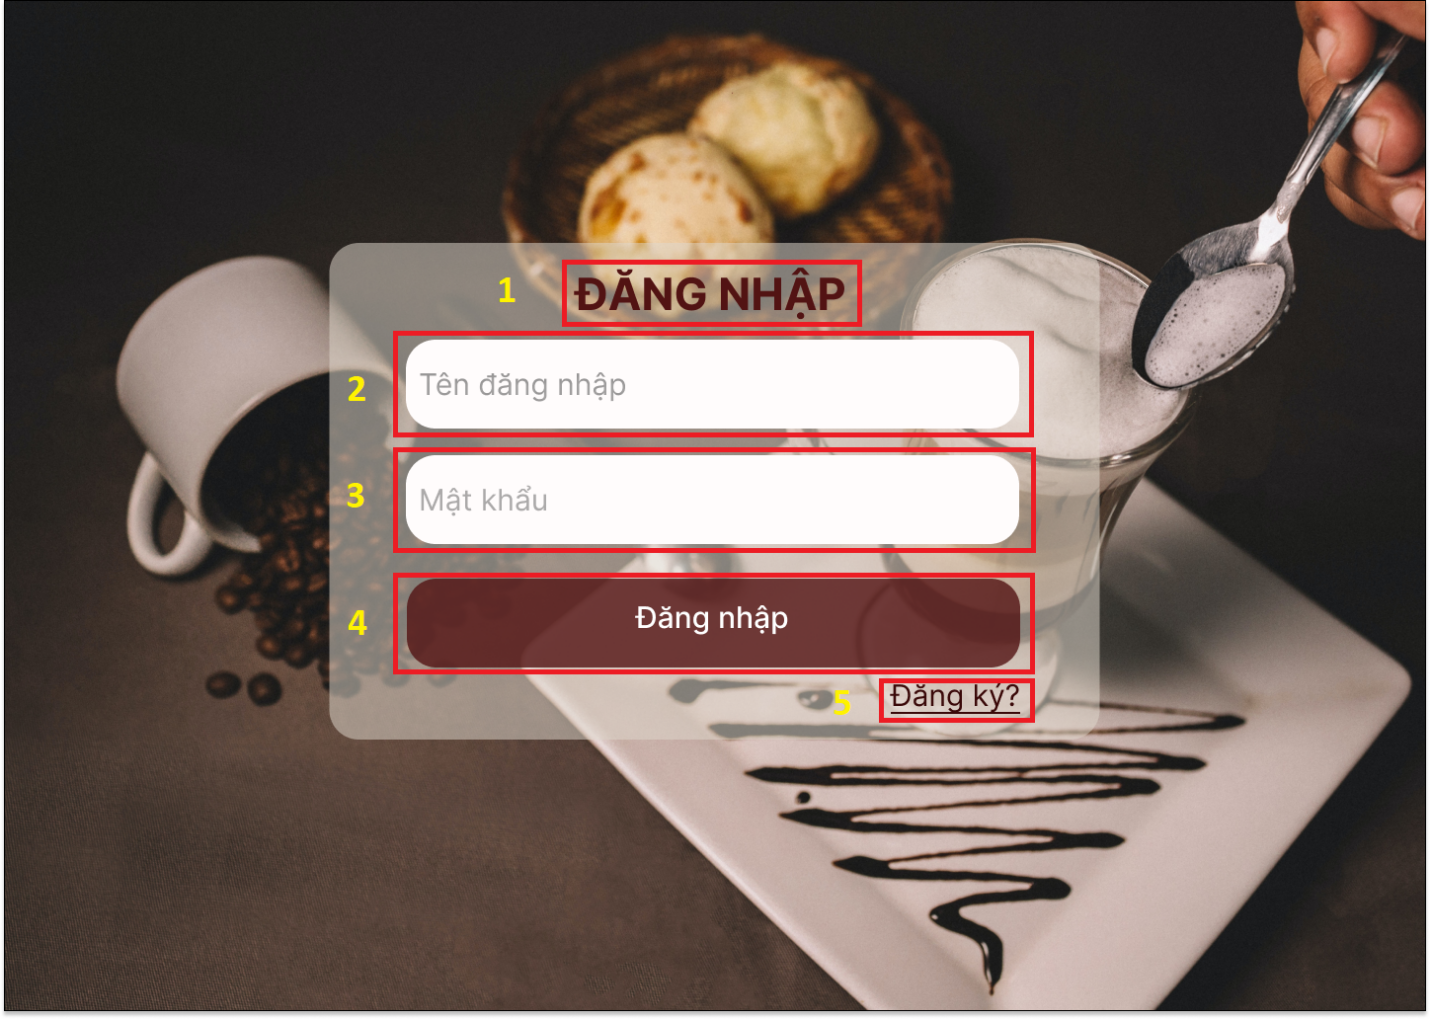 1 ĐĂNG NHẬP
2 Tên đăng nhập
3 Mật khẩu
4 Đăng nhập
5 Đăng ký?